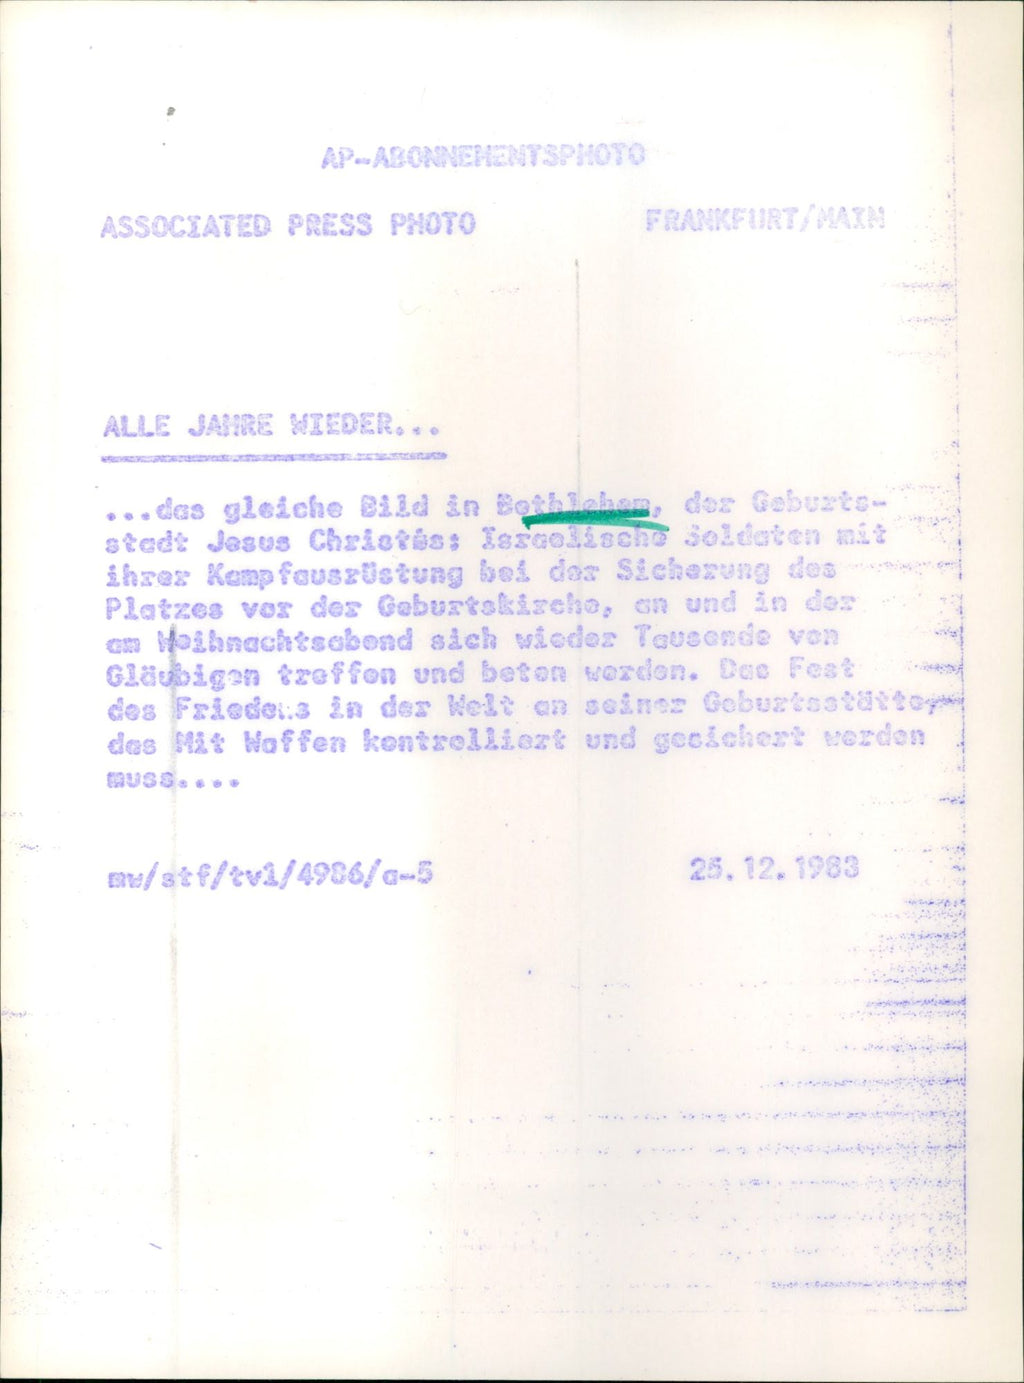 AP-ABONNEMENTSPHOTO
ASSOCIATED PRESS PHOTO FRANKFURT/MAIN
ALLE JAHRE WIEDER...
...das gleiche Bild in Bethlehem, der Geburts-
stadt Jesus Christus: Israelische Soldaten mit
ihrer Kampfausrüstung bei der Sicherung des
Platzes vor der Geburtskirche, an und in der
am Weihnachtsabend sich wieder Tausende von
Gläubigen treffen und beten werden. Das Fest
des Friedens in der Welt an seiner Geburtsstätte,
das Mit Waffen kontrolliert und gesichert werden
muss....
mw/stf/tv1/4986/a-5 25.12.1983